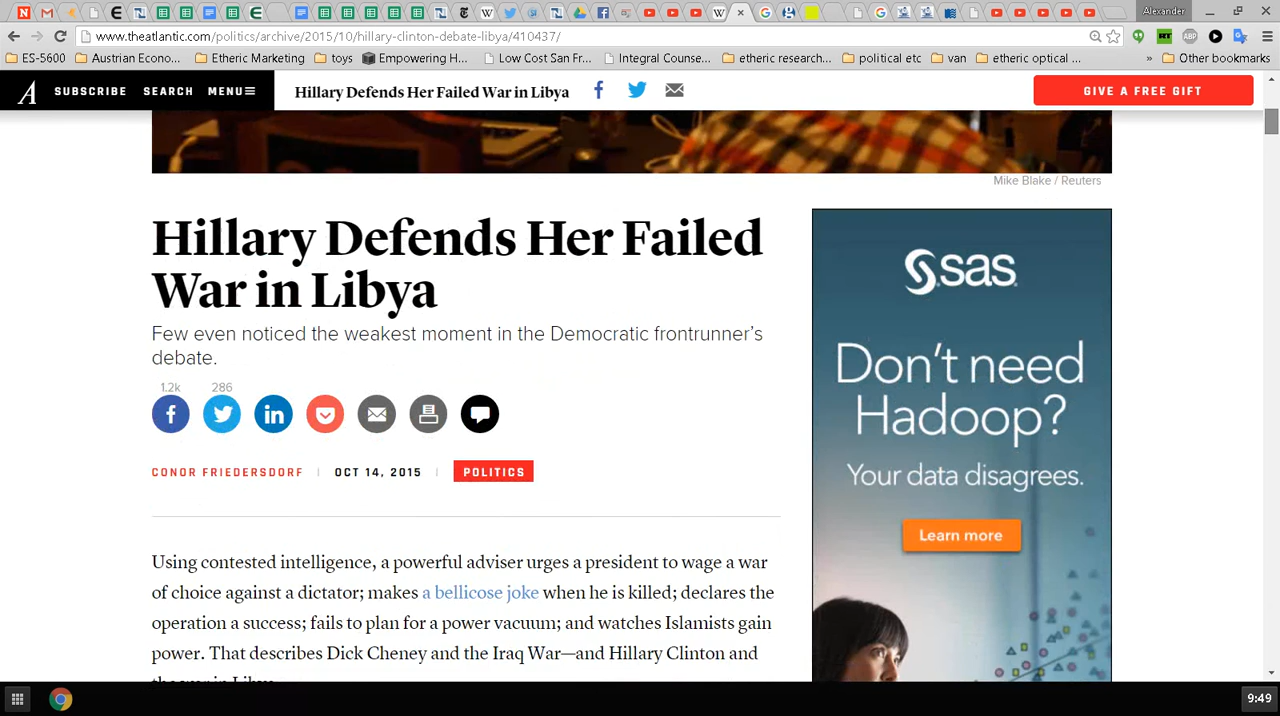 Alexander
www.theatlantic.com/politics/archive/2015/10/hillary-clinton-debate-libya/410437/
ES-5600 Austrian Econo... Etheric Marketing toys Empowering H... Low Cost San Fr... Integral Counse... etheric research... political etc van etheric optical ... » Other bookmarks
A SUBSCRIBE SEARCH MENU Hillary Defends Her Failed War in Libya GIVE A FREE GIFT
Mike Blake / Reuters
Hillary Defends Her Failed
War in Libya
Few even noticed the weakest moment in the Democratic frontrunner's
debate.
1.2k 286
CONOR FRIEDERSDORF | OCT 14, 2015 | POLITICS
Using contested intelligence, a powerful adviser urges a president to wage a war
of choice against a dictator; makes a bellicose joke when he is killed; declares the
operation a success; fails to plan for a power vacuum; and watches Islamists gain
power. That describes Dick Cheney and the Iraq War—and Hillary Clinton and
the war in Libya.
sas
Don't need
Hadoop?
Your data disagrees.
Learn more
9:49